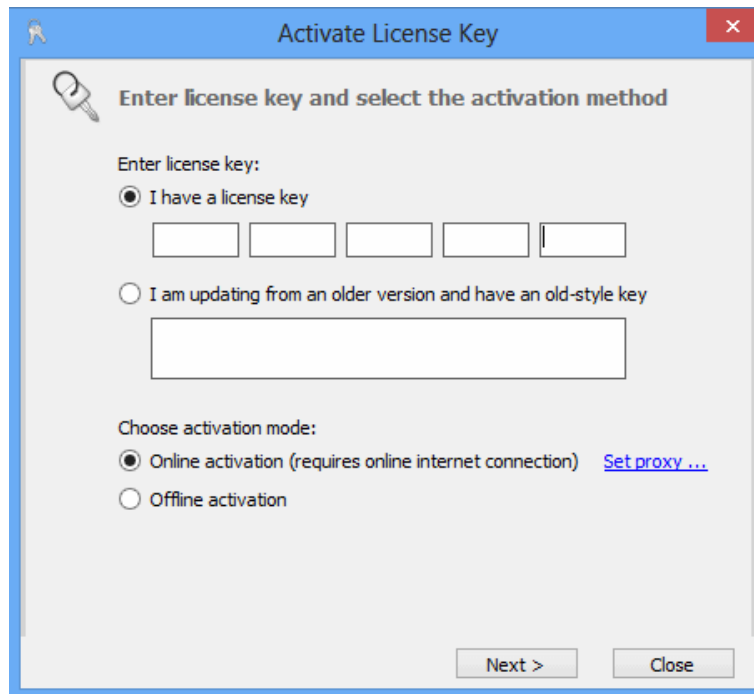 Activate License Key
Enter license key and select the activation method
Enter license key:
I have a license key
I am updating from an older version and have an old-style key
Choose activation mode:
Online activation (requires online internet connection) Set proxy ...
Offline activation
Next > Close